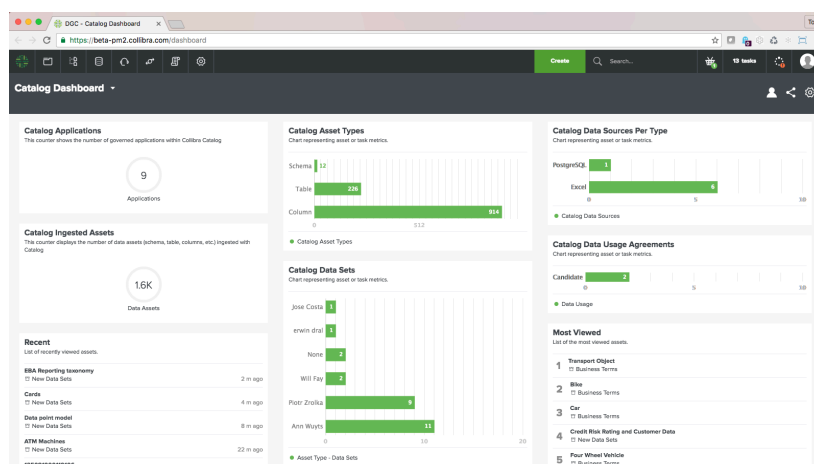 DGC - Catalog Dashboard
https://beta-pm2.collibra.com/dashboard
Create
Search...
13 tasks
Catalog Dashboard
Catalog Applications
This counter shows the number of governed applications within Collibra Catalog
9
Applications
Catalog Ingested Assets
This counter displays the number of data assets (schema, table, columns, etc.) ingested with
Catalog
1.6K
Data Assets
Recent
List of recently viewed assets.
EBA Reporting taxonomy
New Data Sets 2 m ago
Cards
New Data Sets 4 m ago
Data point model
New Data Sets 8 m ago
ATM Machines
New Data Sets 22 m ago
Catalog Asset Types
Chart representing asset or task metrics.
Schema 12
Table 226
Column 814
0 512
Catalog Asset Types
Catalog Data Sets
Chart representing asset or task metrics.
Jose Costa 1
erwin dral 1
None 2
Will Fay 2
Piotr Zrolka 9
Ann Wuyts 11
0 10 20
Asset Type - Data Sets
Catalog Data Sources Per Type
Chart representing asset or task metrics.
PostgreSQL 1
Excel 6
0 5 10
Catalog Data Sources
Catalog Data Usage Agreements
Chart representing asset or task metrics.
Candidate 2
0 5 10
Data Usage
Most Viewed
List of the most viewed assets.
1 Transport Object
Business Terms
2 Bike
Business Terms
3 Car
Business Terms
4 Credit Risk Rating and Customer Data
New Data Sets
5 Four Wheel Vehicle
Business Terms